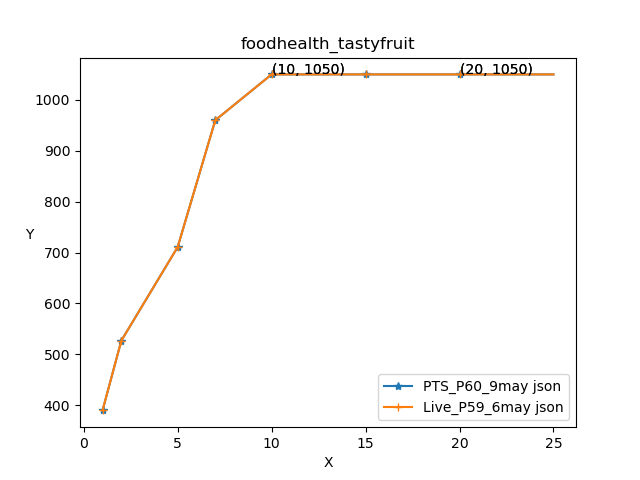 foodhealth_tastyfruit
(10, 1050) (20, 1050)
1000
900
800
700
600
500
400
Y
0 5 10 15 20 25
X
PTS_P60_9may json
Live_P59_6may json